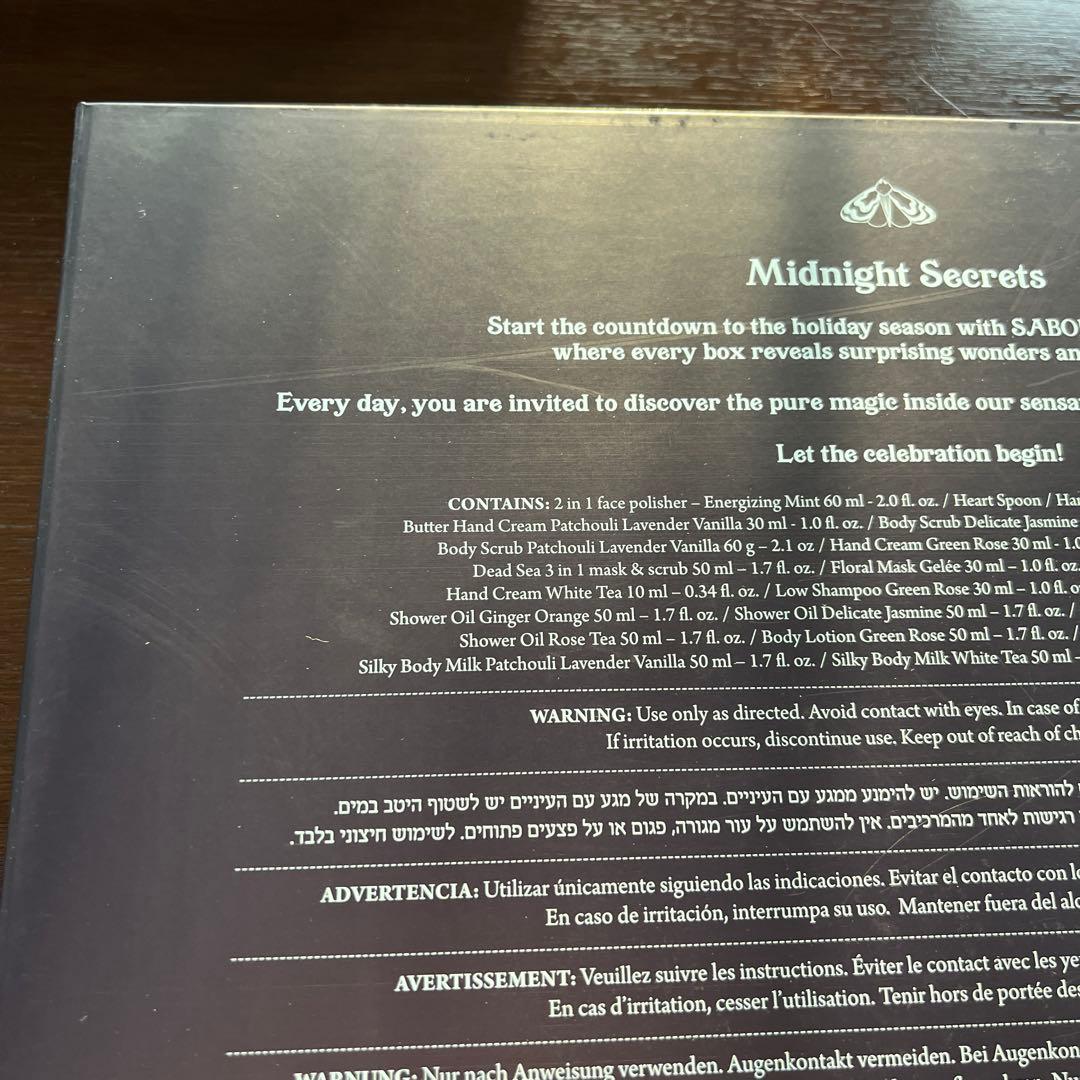 Midnight Secrets
Start the countdown to the holiday season with SABO
where every box reveals surprising wonders an
Every day, you are invited to discover the pure magic inside our sensa
Let the celebration begin!
CONTAINS: 2 in 1 face polisher – Energizing Mint 60 ml - 2.0 fl. oz. / Heart Spoon / Ha
Butter Hand Cream Patchouli Lavender Vanilla 30 ml - 1.0 fl. oz. / Body Scrub Delicate Jasmine
Body Scrub Patchouli Lavender Vanilla 60 g – 2.1 oz / Hand Cream Green Rose 30 ml - 1.0
Dead Sea 3 in 1 mask & scrub 50 ml – 1.7 fl. oz. / Floral Mask Gelée 30 ml – 1.0 fl. oz.
Hand Cream White Tea 10 ml – 0.34 fl. oz. / Low Shampoo Green Rose 30 ml - 1.0 fl. o
Shower Oil Ginger Orange 50 ml - 1.7 fl. oz. / Shower Oil Delicate Jasmine 50 ml – 1.7 fl. oz. /
Shower Oil Rose Tea 50 ml – 1.7 fl. oz. / Body Lotion Green Rose 50 ml – 1.7 fl. oz. /
Silky Body Milk Patchouli Lavender Vanilla 50 ml – 1.7 fl. oz. / Silky Body Milk White Tea 50 ml –
WARNING: Use only as directed. Avoid contact with eyes. In case of
If irritation occurs, discontinue use. Keep out of reach of ch
להוראות השימוש. יש להימנע ממגע עם העיניים. במקרה של מגע עם העיניים יש לשטוף היטב במים.
רגישות לאחד מהמרכיבים. אין להשתמש על עור מגורה, פגום או על פצעים פתוחים. לשימוש חיצוני בלבד.
ADVERTENCIA: Utilizar únicamente siguiendo las indicaciones. Evitar el contacto con lo
En caso de irritación, interrumpa su uso. Mantener fuera del alc
AVERTISSEMENT: Veuillez suivre les instructions. Éviter le contact avec les ye
En cas d'irritation, cesser l'utilisation. Tenir hors de portée des
WARNUNG: Nur nach Anweisung verwenden. Augenkontakt vermeiden. Bei Augenkon